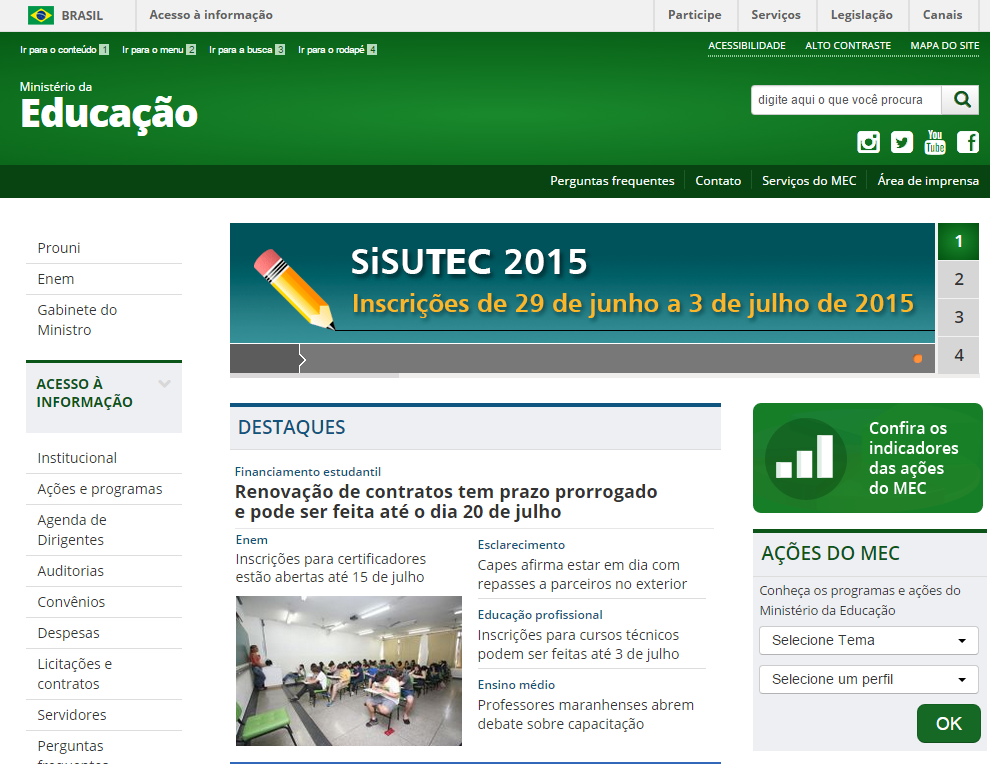 BRASIL
Acesso à informação
Participe
Serviços
Legislação
Canais
Ir para o conteúdo 1
Ir para o menu 2
Ir para a busca 3
Ir para o rodapé 4
ACESSIBILIDADE
ALTO CONTRASTE
MAPA DO SITE
Ministério da
Educação
digite aqui o que você procura
You
Tube
Perguntas frequentes
Contato
Serviços do MEC
Área de imprensa
Prouni
Enem
Gabinete do
Ministro
ACESSO À
INFORMAÇÃO
Institucional
Ações e programas
Agenda de
Dirigentes
Auditorias
Convênios
Despesas
Licitações e
contratos
Servidores
Perguntas
frequentes
SiSUTEC 2015
Inscrições de 29 de junho a 3 de julho de 2015
1
2
3
4
DESTAQUES
Financiamento estudantil
Renovação de contratos tem prazo prorrogado
e pode ser feita até o dia 20 de julho
Enem
Inscrições para certificadores
estão abertas até 15 de julho
Esclarecimento
Capes afirma estar em dia com
repasses a parceiros no exterior
Educação profissional
Inscrições para cursos técnicos
podem ser feitas até 3 de julho
Ensino médio
Professores maranhenses abrem
debate sobre capacitação
Confira os
indicadores
das ações
do MEC
AÇÕES DO MEC
Conheça os programas e ações do
Ministério da Educação
Selecione Tema
Selecione um perfil
OK